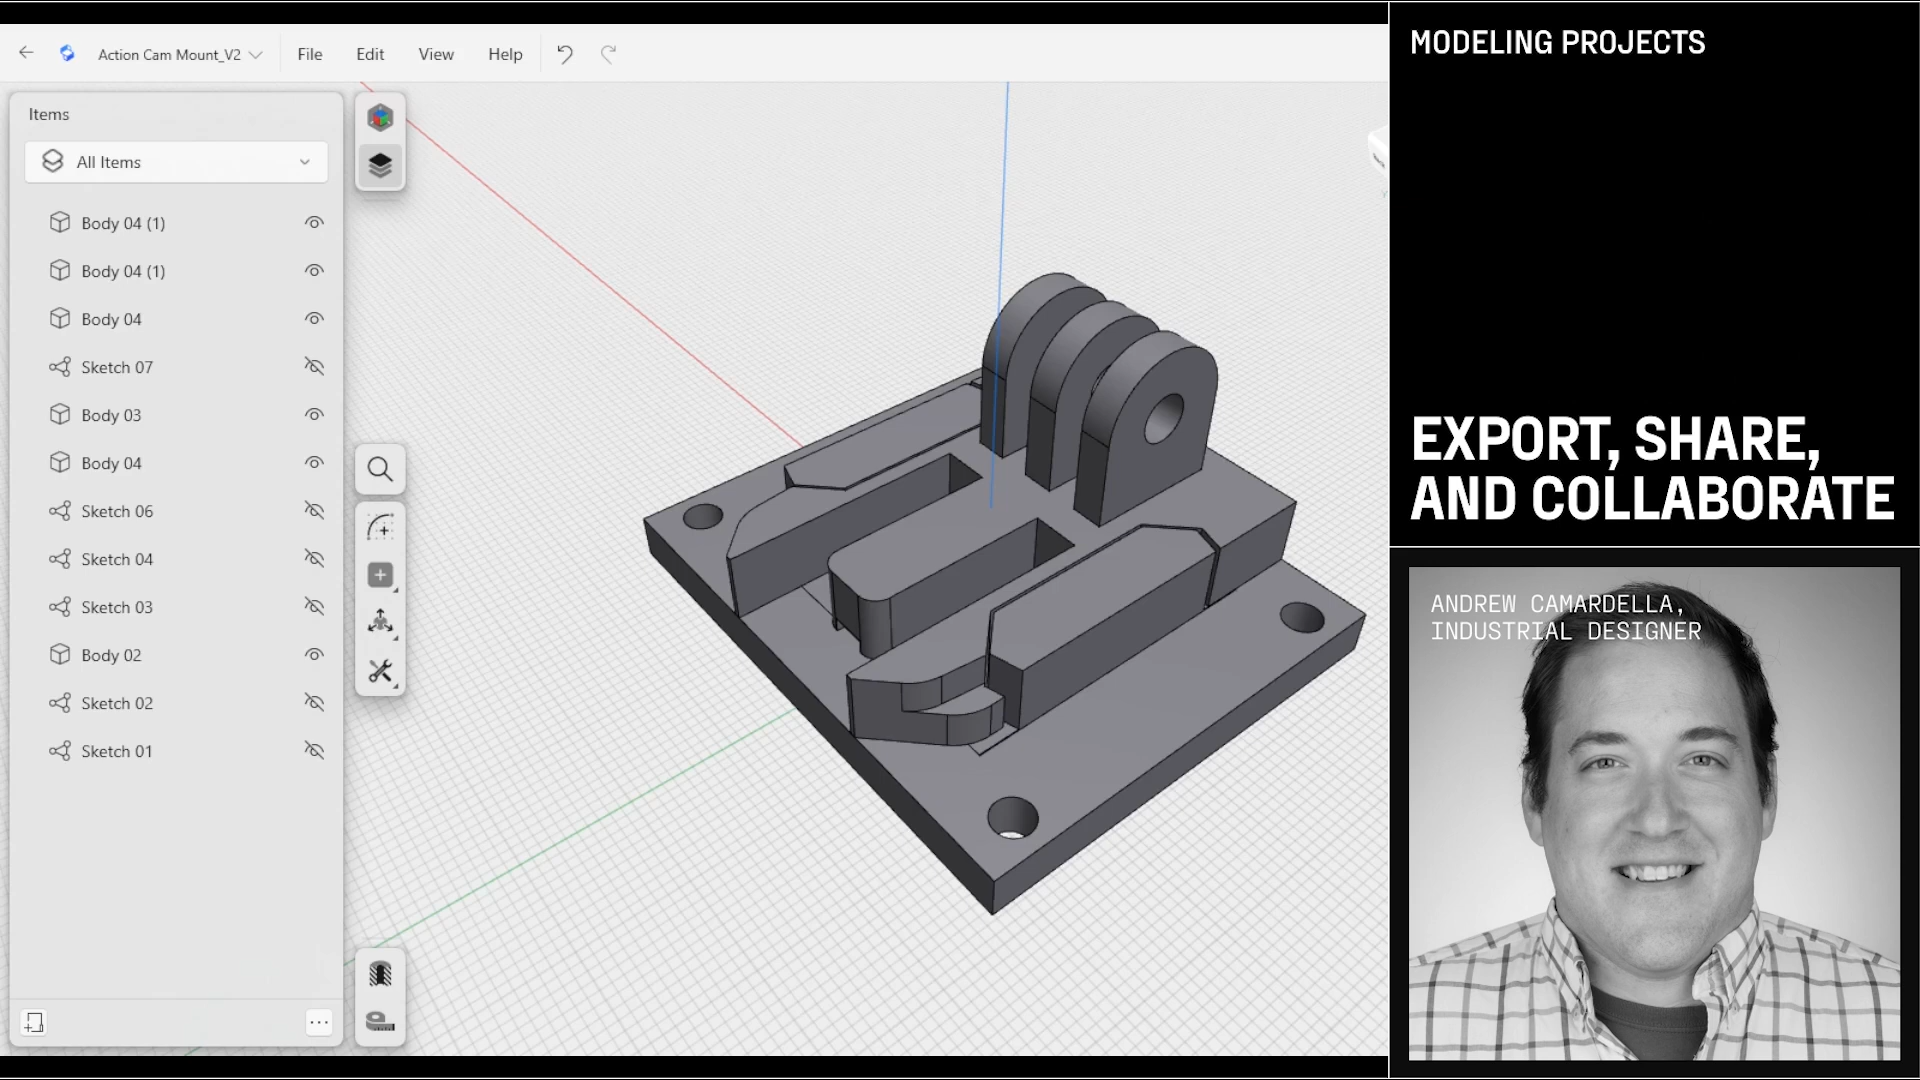 Action Cam Mount_V2
File
Edit
View
Help
Items
All Items
Body 04 (1)
Body 04 (1)
Body 04
Sketch 07
Body 03
Body 04
Sketch 06
Sketch 04
Sketch 03
Body 02
Sketch 02
Sketch 01
MODELING PROJECTS
EXPORT, SHARE,
AND COLLABORATE
ANDREW CAMARDELLA,
INDUSTRIAL DESIGNER